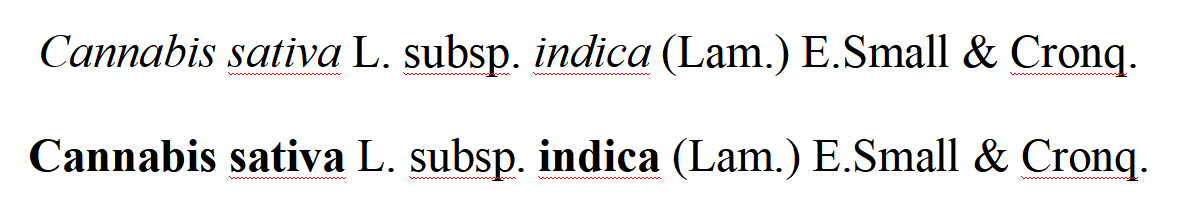 Cannabis sativa L. subsp. indica (Lam.) E.Small & Cronq.
Cannabis sativa L. subsp. indica (Lam.) E.Small & Cronq.